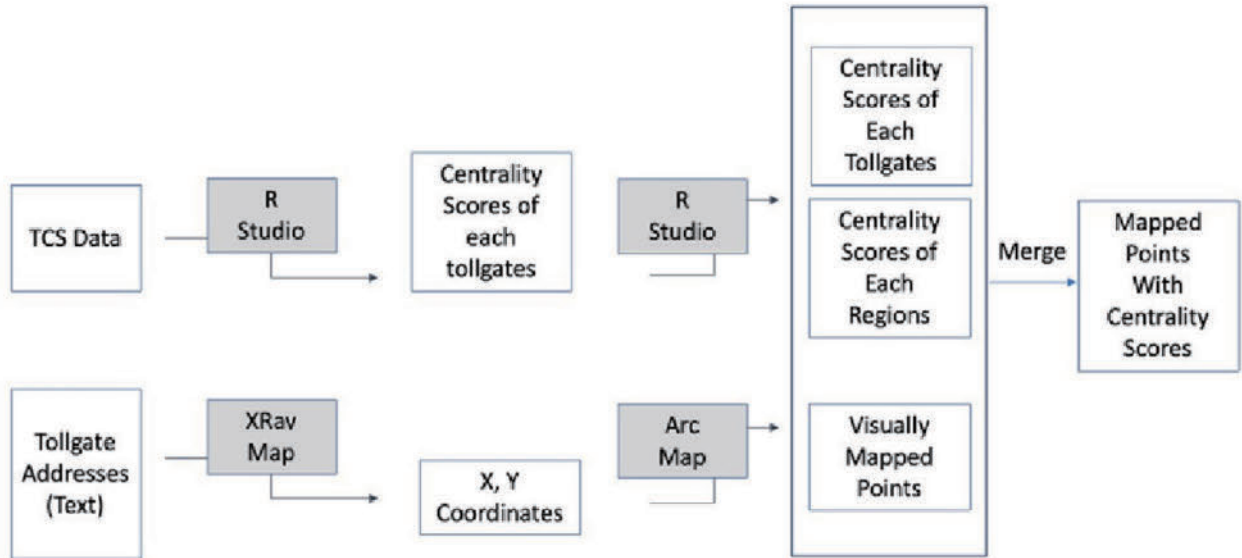 TCS Data
R
Studio
Centrality
Scores of
each
tollgates
R
Studio
Centrality
Scores of
Each
Tollgates
Centrality
Scores of
Each
Regions
Merge
Mapped
Points
With
Centrality
Scores
Tollgate
Addresses
(Text)
XRav
Map
X, Y
Coordinates
Arc
Map
Visually
Mapped
Points